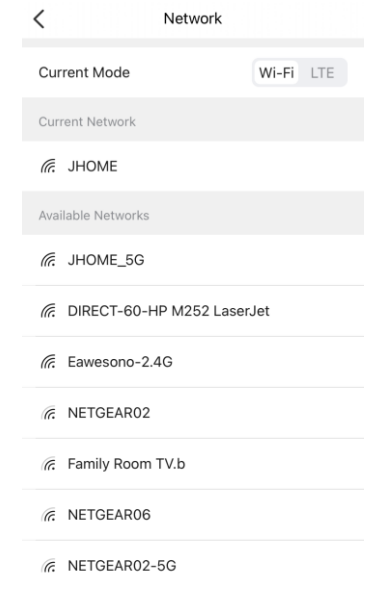 Network
Current Mode Wi-Fi LTE
Current Network
JHOME
Available Networks
JHOME_5G
DIRECT-60-HP M252 LaserJet
Eawesono-2.4G
NETGEAR02
Family Room TV.b
NETGEAR06
NETGEAR02-5G